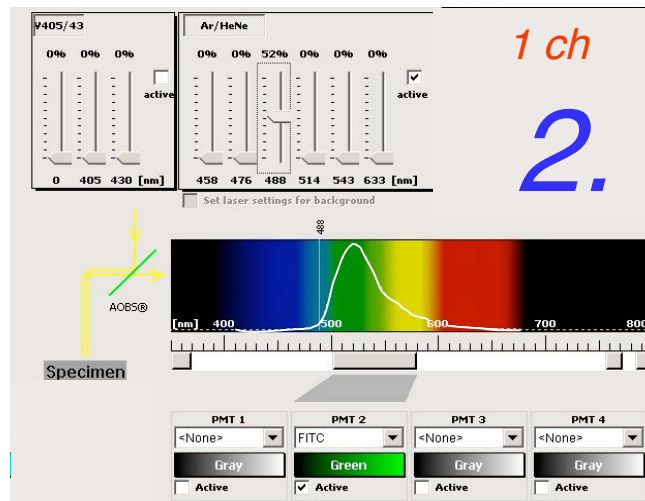 V405/43
Ar/HeNe
1 ch
0% 0% 0%
0% 0% 52% 0% 0% 0%
active
active
2.
0 405 430 [nm]
458 476 488 514 543 633 [nm]
Set laser settings for background
488
AOBS®
[nm] 400 500 600 700 800
Specimen
PMT 1 PMT 2 PMT 3 PMT 4
<None> FITC <None> <None>
Gray Green Gray Gray
Active Active Active Active